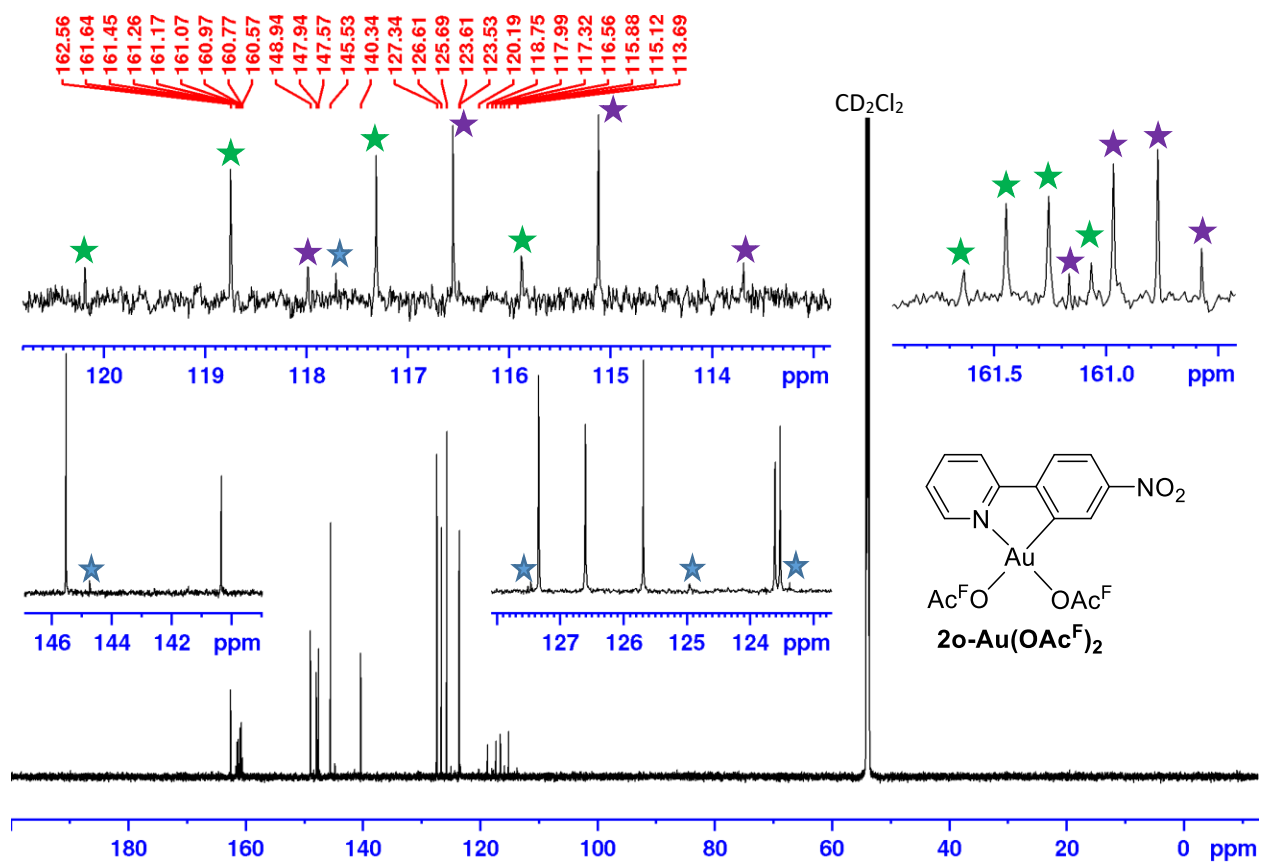 162.56 161.64 161.45 161.26 161.17 161.07 160.97 160.77 160.57 148.94 147.94 147.57 145.53 140.34 127.34 126.61 125.69 123.61 123.53 120.19 118.75 117.99 117.32 116.56 115.88 115.12 113.69
CD₂Cl₂
120 119 118 117 116 115 114 ppm
161.5 161.0 ppm
146 144 142 ppm
127 126 125 124 ppm
NO₂
N
Au
AcᶠO
OAcᶠ
2o-Au(OAcᶠ)₂
180 160 140 120 100 80 60 40 20 0 ppm